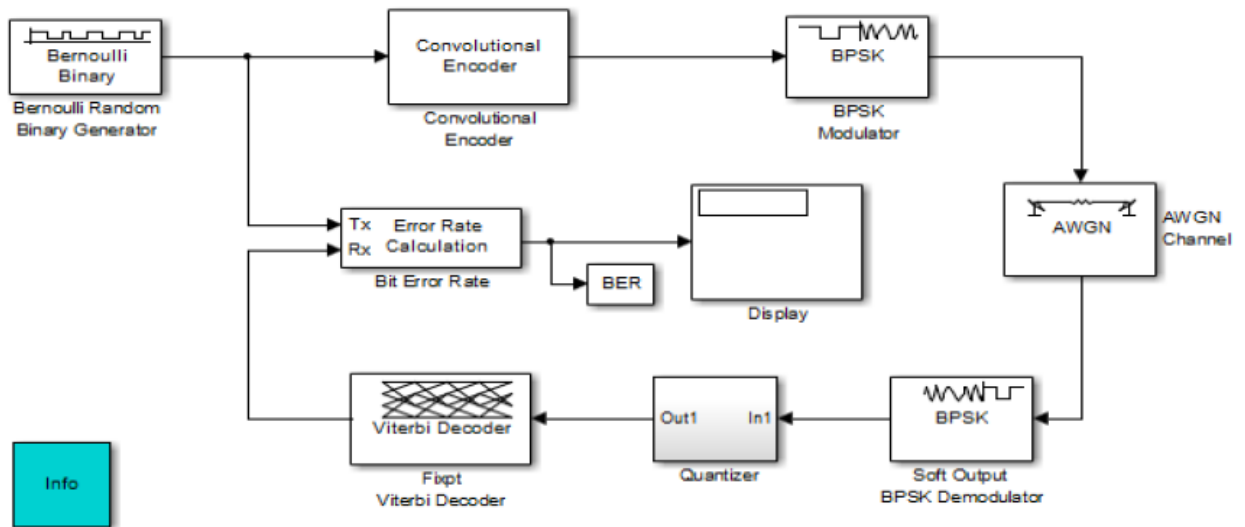 Bernoulli
Binary
Bernoulli Random
Binary Generator
Convolutional
Encoder
Convolutional
Encoder
BPSK
BPSK
Modulator
AWGN
AWGN
Channel
Tx
Rx
Error Rate
Calculation
Bit Error Rate
BER
Display
Viterbi Decoder
Fixpt
Viterbi Decoder
Out1
In1
Quantizer
BPSK
Soft Output
BPSK Demodulator
Info